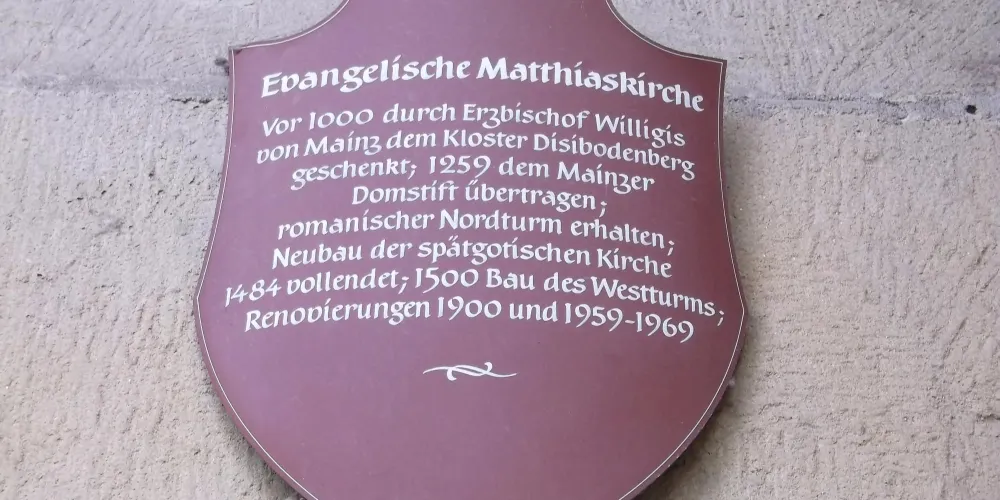 Evangelische Matthiaskirche
Vor 1000 durch Erzbischof Willigis
von Mainz dem Kloster Disibodenberg
geschenkt; 1259 dem Mainzer
Domstift übertragen;
romanischer Nordturm erhalten;
Neubau der spätgotischen Kirche
1484 vollendet; 1500 Bau des Westturms;
Renovierungen 1900 und 1959-1969